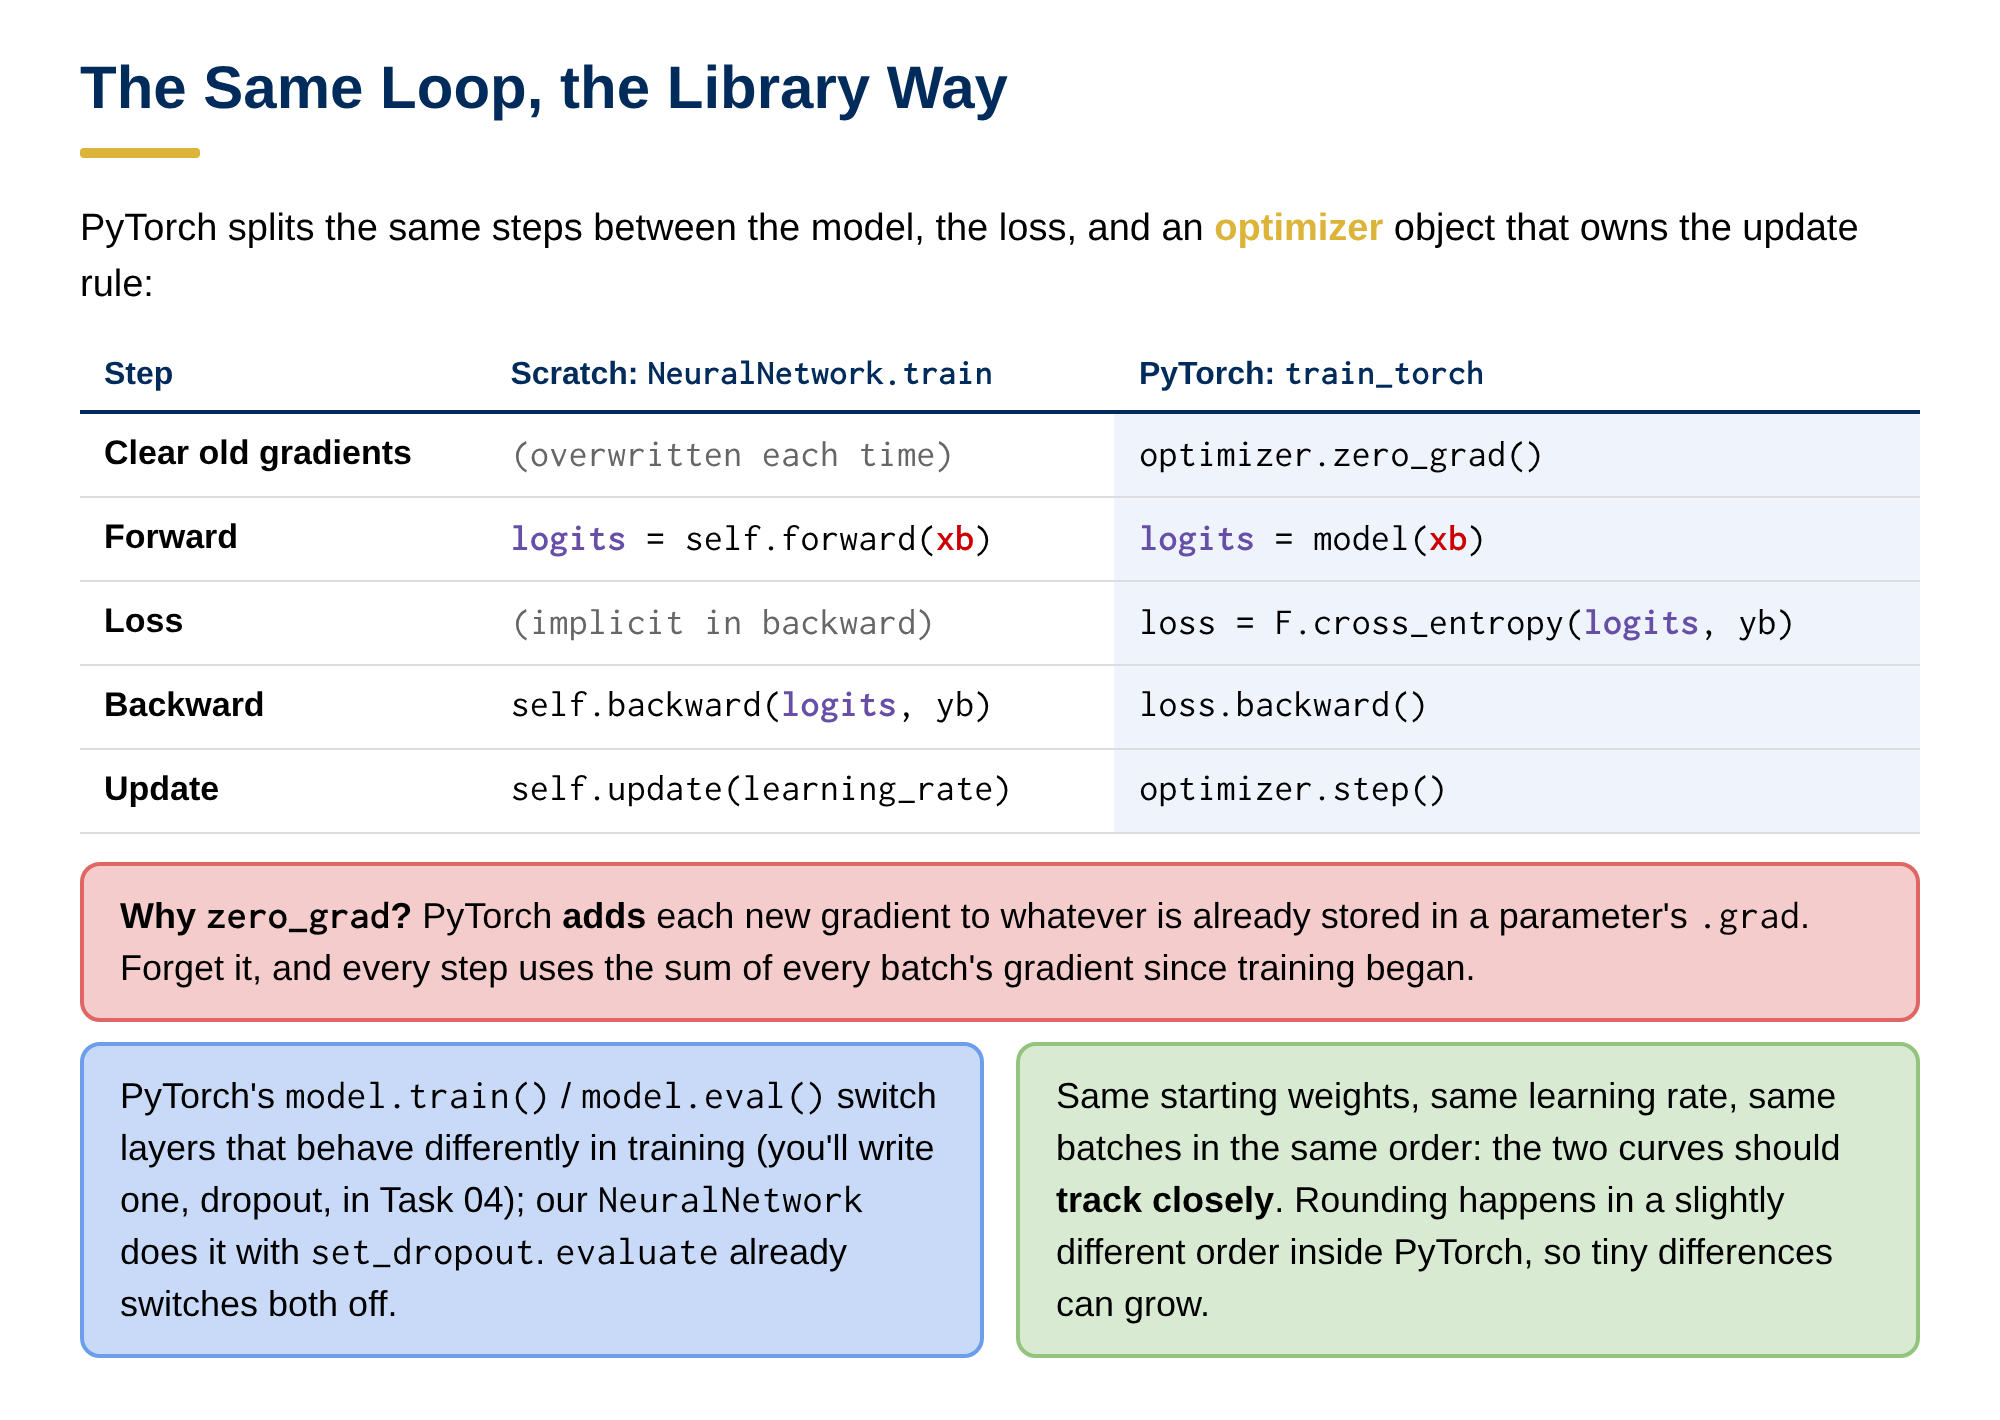 The Same Loop, the Library Way
PyTorch splits the same steps between the model, the loss, and an optimizer object that owns the update
rule:
Step Scratch: NeuralNetwork.train PyTorch: train_torch
Clear old gradients (overwritten each time) optimizer.zero_grad()
Forward logits = self.forward(xb) logits = model(xb)
Loss (implicit in backward) loss = F.cross_entropy(logits, yb)
Backward self.backward(logits, yb) loss.backward()
Update self.update(learning_rate) optimizer.step()
Why zero_grad? PyTorch adds each new gradient to whatever is already stored in a parameter's .grad.
Forget it, and every step uses the sum of every batch's gradient since training began.
PyTorch's model.train() / model.eval() switch
layers that behave differently in training (you'll write
one, dropout, in Task 04); our NeuralNetwork
does it with set_dropout. evaluate already
switches both off.
Same starting weights, same learning rate, same
batches in the same order: the two curves should
track closely. Rounding happens in a slightly
different order inside PyTorch, so tiny differences
can grow.